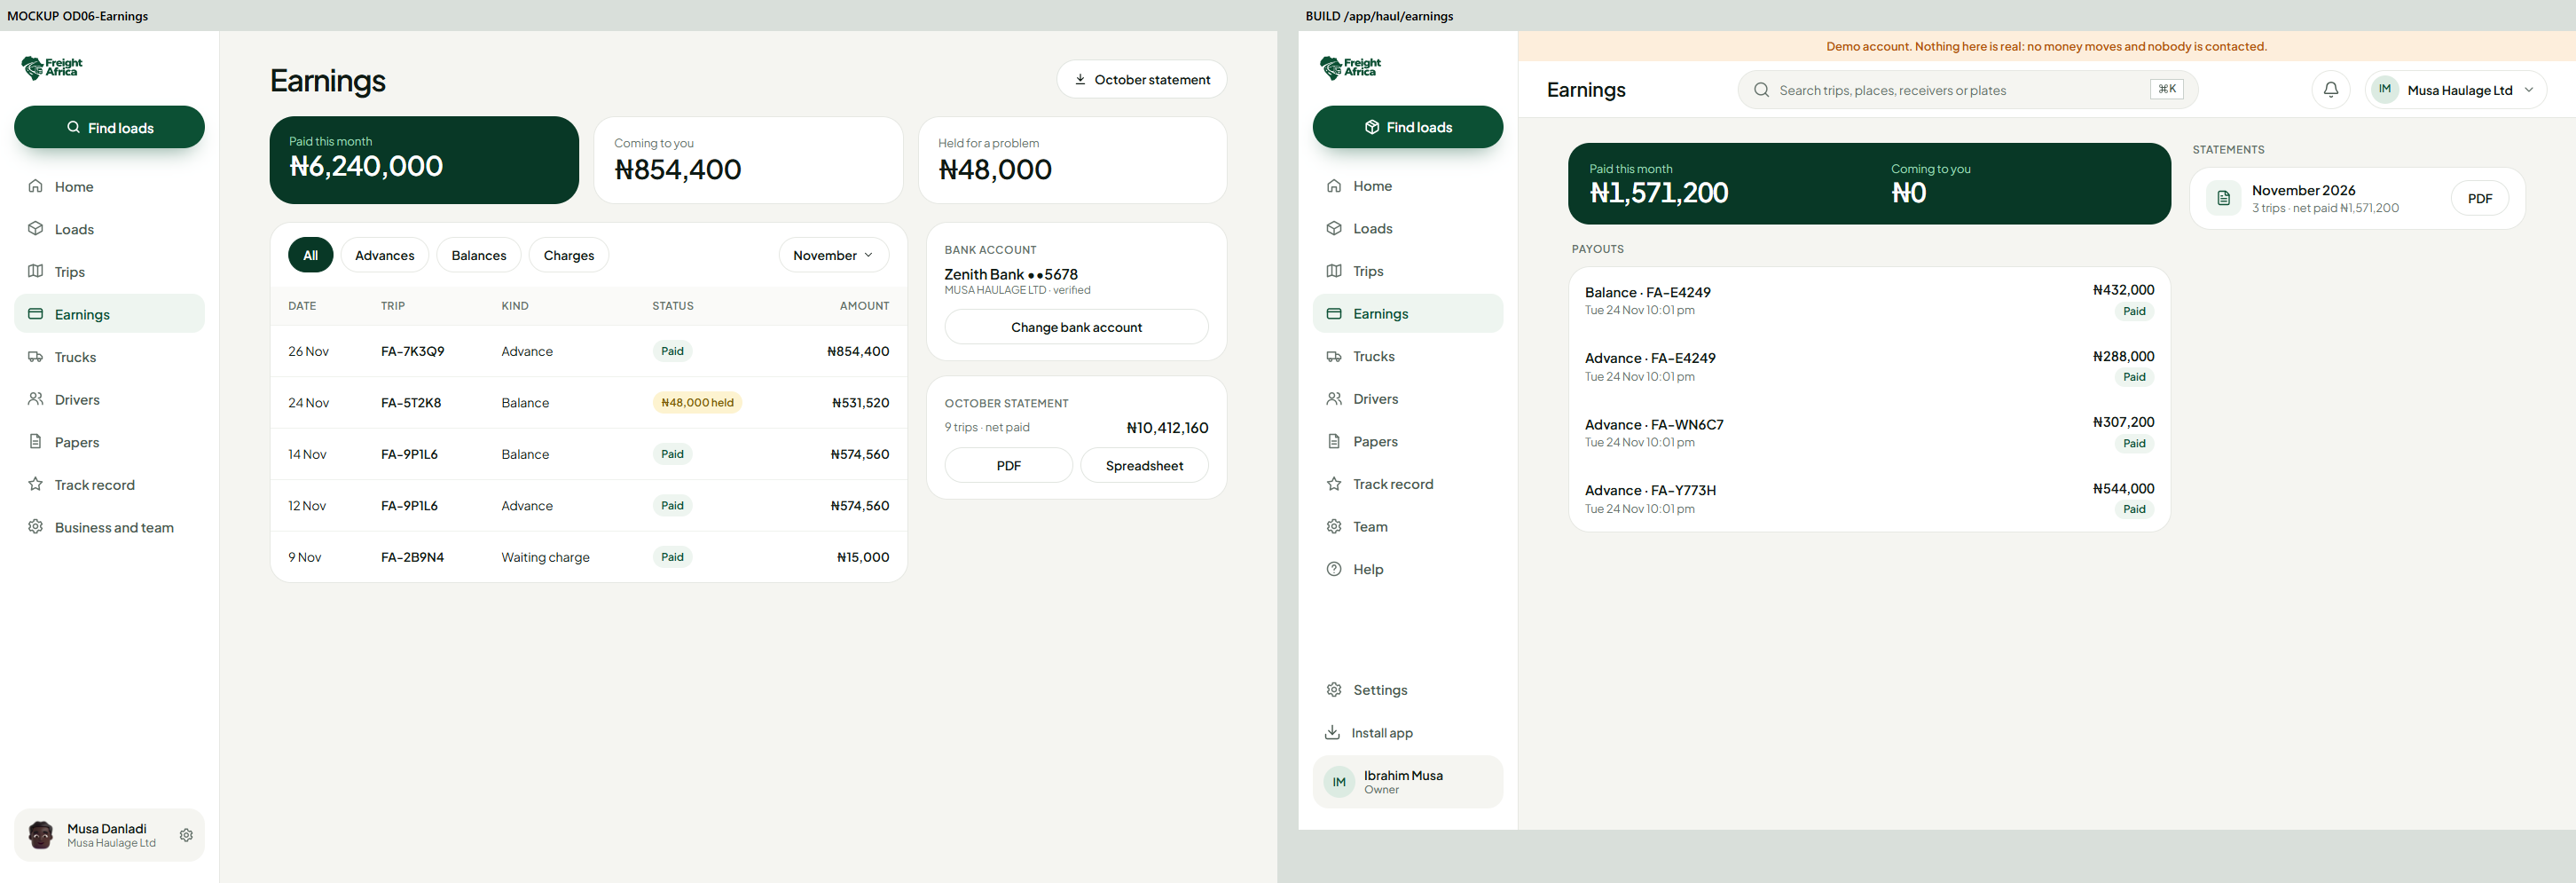 MOCKUP OD06-Earnings
Freight
Africa
Find loads
Home
Loads
Trips
Earnings
Trucks
Drivers
Papers
Track record
Business and team
Musa Danladi
Musa Haulage Ltd
Earnings
October statement
Paid this month
₦6,240,000
Coming to you
₦854,400
Held for a problem
₦48,000
All Advances Balances Charges November
DATE TRIP KIND STATUS AMOUNT
26 Nov FA-7K3Q9 Advance Paid ₦854,400
24 Nov FA-5T2K8 Balance ₦48,000 held ₦531,520
14 Nov FA-9P1L6 Balance Paid ₦574,560
12 Nov FA-9P1L6 Advance Paid ₦574,560
9 Nov FA-2B9N4 Waiting charge Paid ₦15,000
BANK ACCOUNT
Zenith Bank ••5678
MUSA HAULAGE LTD · verified
Change bank account
OCTOBER STATEMENT
9 trips · net paid ₦10,412,160
PDF Spreadsheet
BUILD /app/haul/earnings
Freight
Africa
Find loads
Home
Loads
Trips
Earnings
Trucks
Drivers
Papers
Track record
Team
Help
Settings
Install app
IM
Ibrahim Musa
Owner
Demo account. Nothing here is real: no money moves and nobody is contacted.
Earnings
Search trips, places, receivers or plates ⌘K
IM Musa Haulage Ltd
Paid this month
₦1,571,200
Coming to you
₦0
PAYOUTS
Balance · FA-E4249 ₦432,000
Tue 24 Nov 10:01 pm Paid
Advance · FA-E4249 ₦288,000
Tue 24 Nov 10:01 pm Paid
Advance · FA-WN6C7 ₦307,200
Tue 24 Nov 10:01 pm Paid
Advance · FA-Y773H ₦544,000
Tue 24 Nov 10:01 pm Paid
STATEMENTS
November 2026
3 trips · net paid ₦1,571,200
PDF